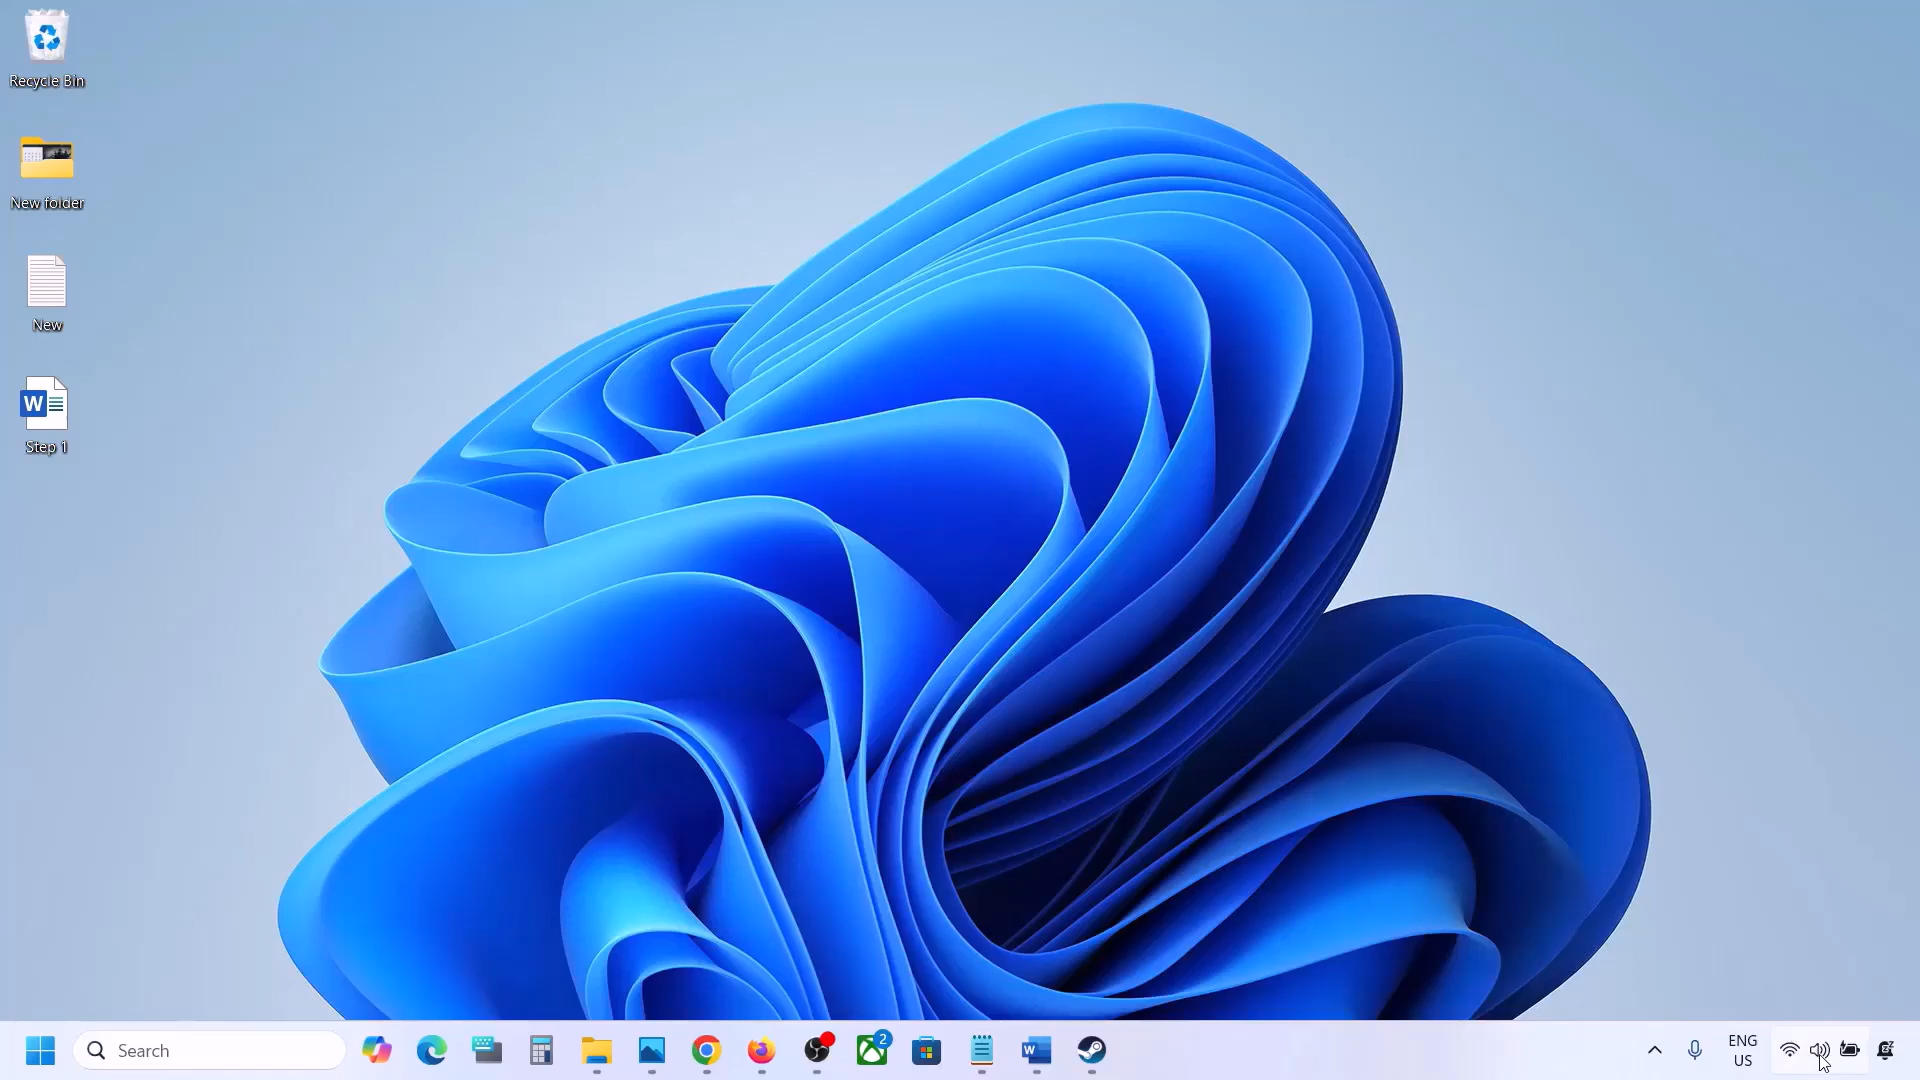 Recycle Bin
New folder
New
W
Step 1
Search
2
W
ENG
US